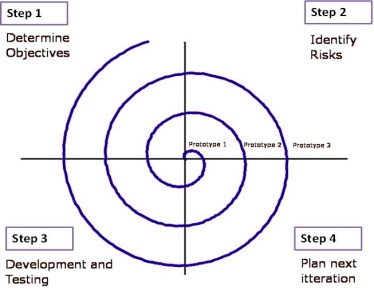 Step 1
Determine
Objectives
Step 2
Identify
Risks
Prototype 1
Prototype 2
Prototype 3
Step 3
Development and
Testing
Step 4
Plan next
itteration